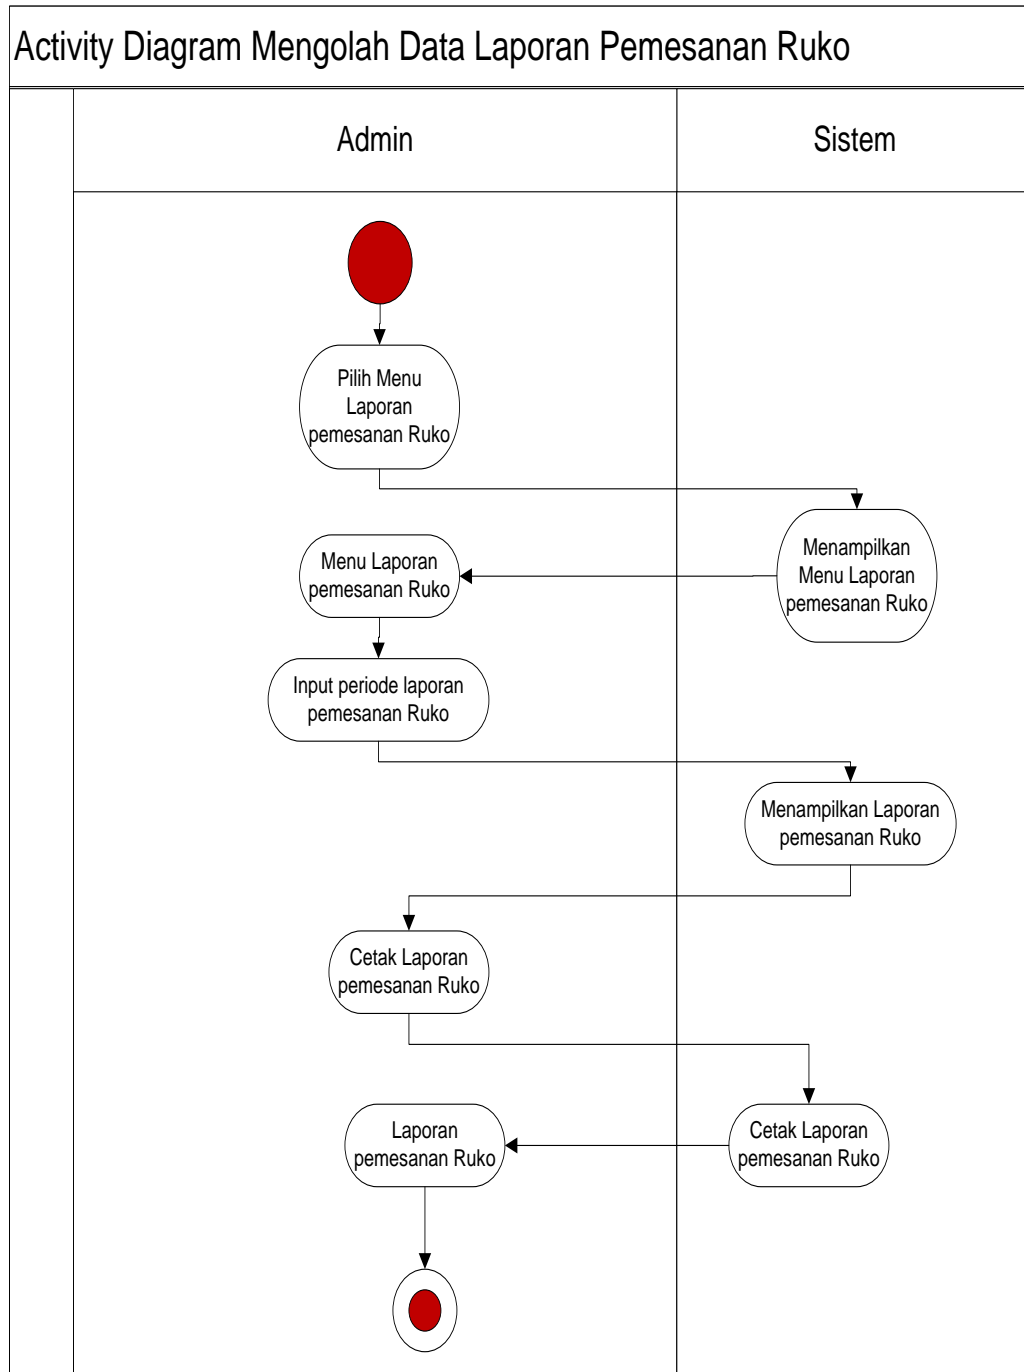 Activity Diagram Mengolah Data Laporan Pemesanan Ruko
Admin
Sistem
Pilih Menu
Laporan
pemesanan Ruko
Menampilkan
Menu Laporan
pemesanan Ruko
Menu Laporan
pemesanan Ruko
Input periode laporan
pemesanan Ruko
Menampilkan Laporan
pemesanan Ruko
Cetak Laporan
pemesanan Ruko
Cetak Laporan
pemesanan Ruko
Laporan
pemesanan Ruko